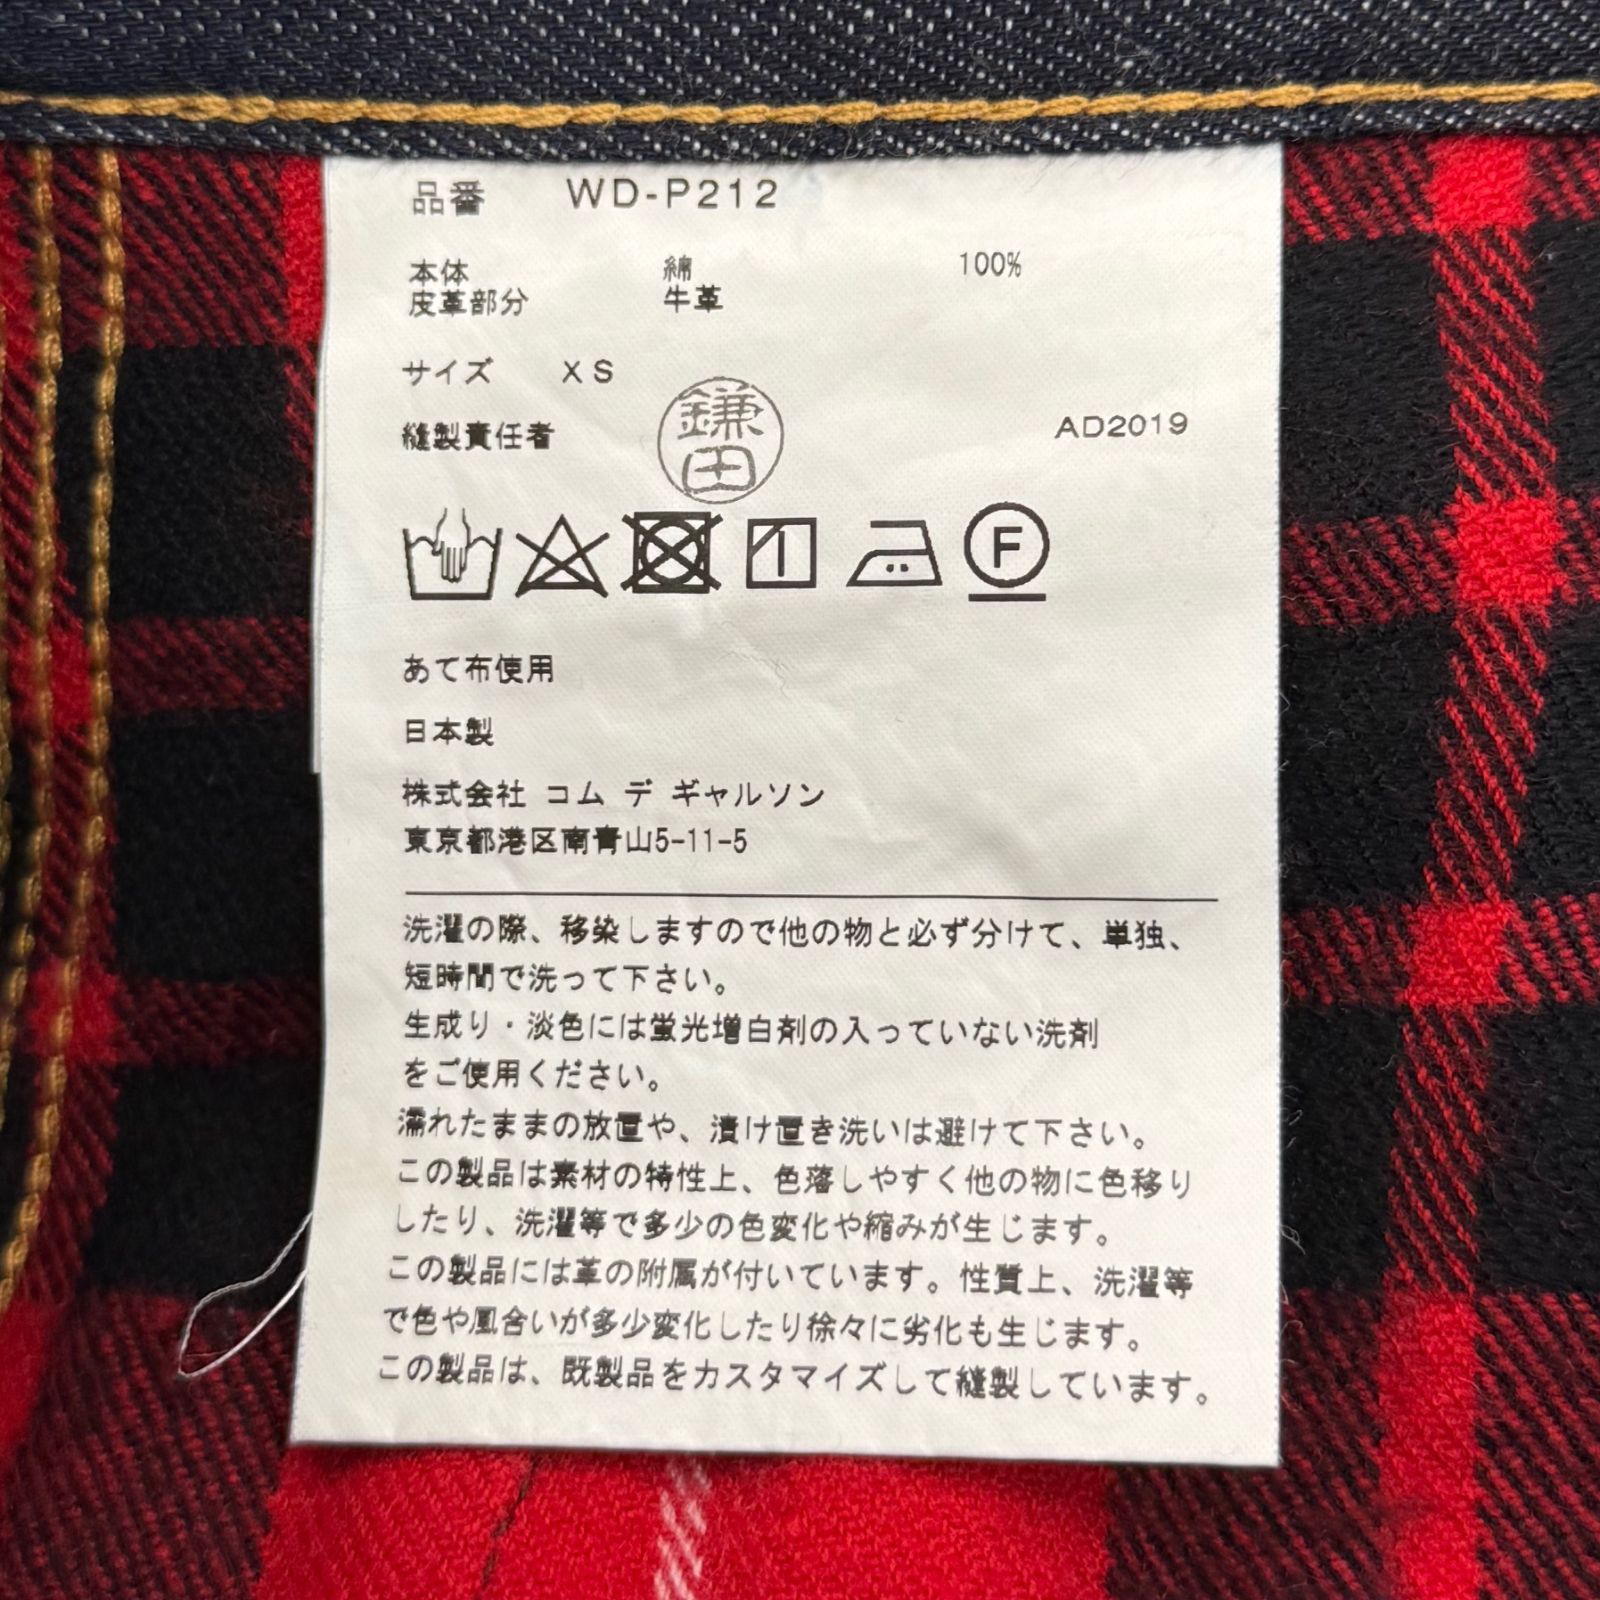 品番 WD-P212
本体 綿 100%
皮革部分 牛革
サイズ XS
縫製責任者 鎌田 AD2019
F
あて布使用
日本製
株式会社 コム デ ギャルソン
東京都港区南青山5-11-5
洗濯の際、移染しますので他の物と必ず分けて、単独、
短時間で洗って下さい。
生成り・淡色には蛍光増白剤の入っていない洗剤
をご使用ください。
濡れたままの放置や、漬け置き洗いは避けて下さい。
この製品は素材の特性上、色落しやすく他の物に色移り
したり、洗濯等で多少の色変化や縮みが生じます。
この製品には革の附属が付いています。性質上、洗濯等
で色や風合いが多少変化したり徐々に劣化も生じます。
この製品は、既製品をカスタマイズして縫製しています。